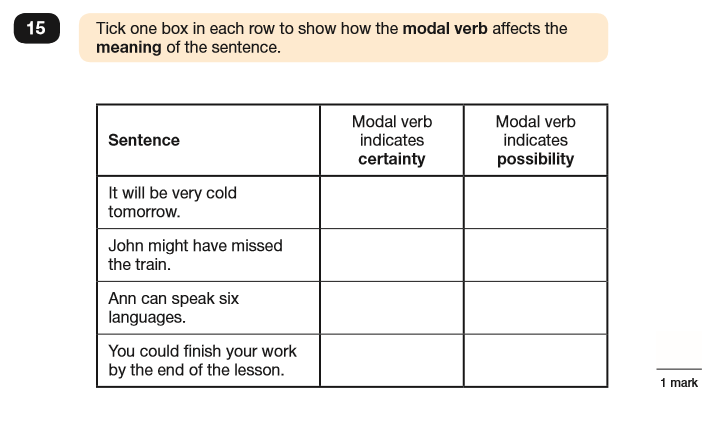 15
Tick one box in each row to show how the modal verb affects the
meaning of the sentence.
Sentence
Modal verb
indicates
certainty
Modal verb
indicates
possibility
It will be very cold
tomorrow.
John might have missed
the train.
Ann can speak six
languages.
You could finish your work
by the end of the lesson.
1 mark